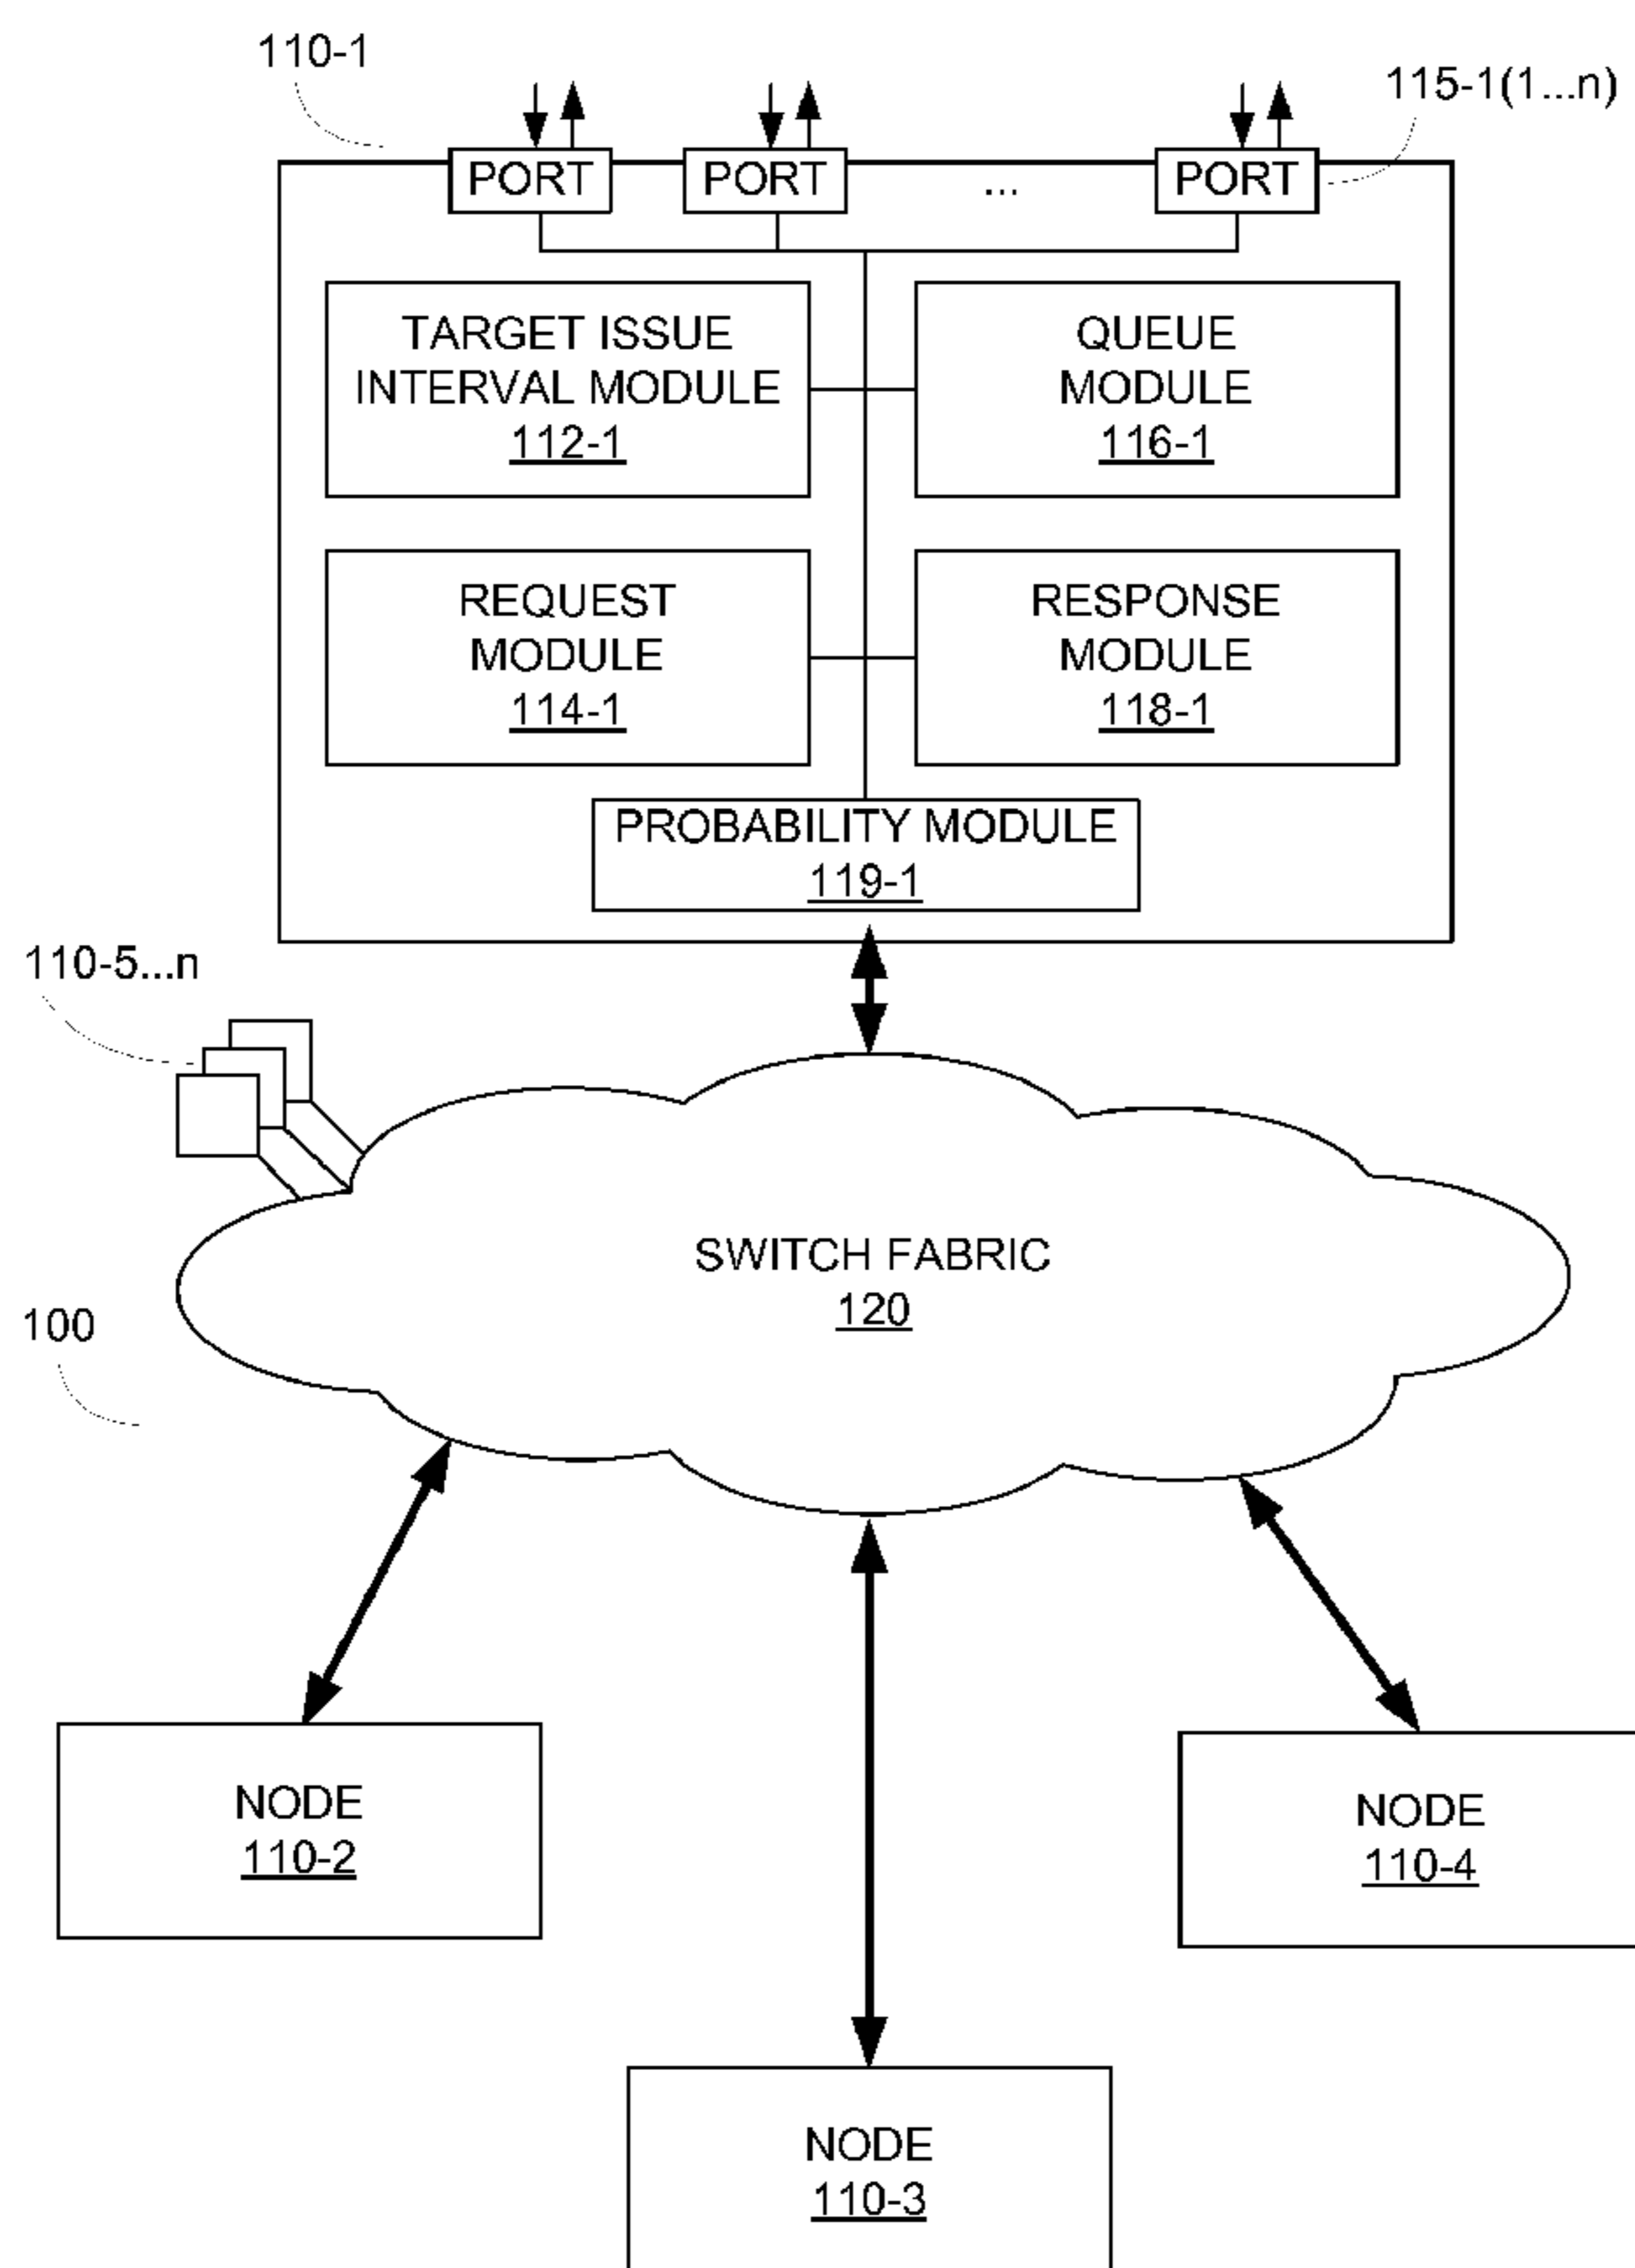 110-1
115-1(1...n)
PORT PORT ... PORT
TARGET ISSUE
INTERVAL MODULE
112-1
QUEUE
MODULE
116-1
REQUEST
MODULE
114-1
RESPONSE
MODULE
118-1
PROBABILITY MODULE
119-1
110-5...n
SWITCH FABRIC
120
100
NODE
110-2
NODE
110-4
NODE
110-3